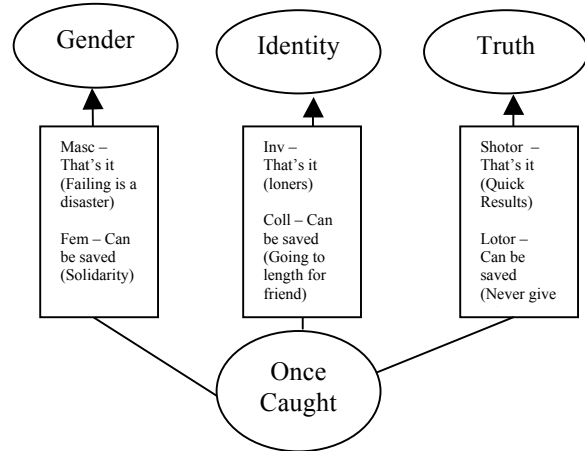 Gender
Identity
Truth
Masc –
That's it
(Failing is a
disaster)
Fem – Can
be saved
(Solidarity)
Inv –
That's it
(loners)
Coll – Can
be saved
(Going to
length for
friend)
Shotor –
That's it
(Quick
Results)
Lotor –
Can be
saved
(Never give
Once
Caught